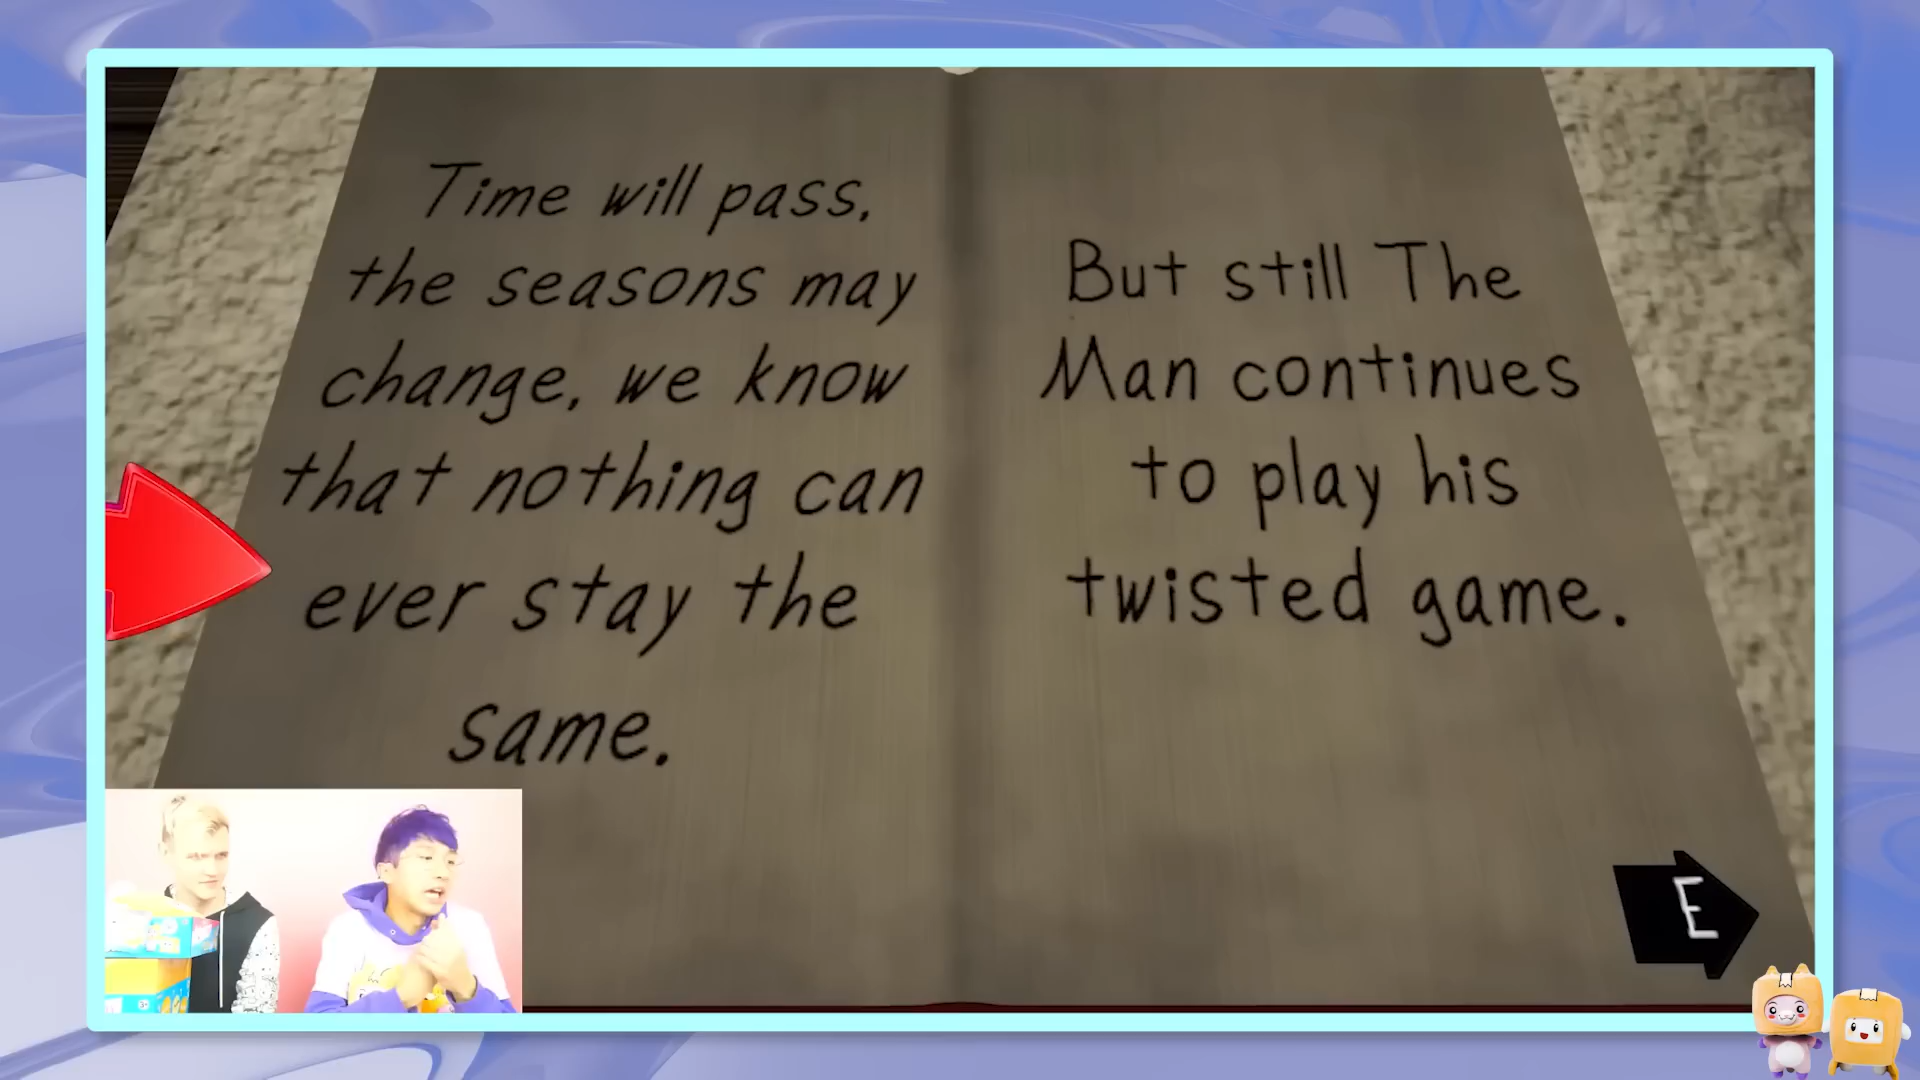 Time will pass,
the seasons may
change, we know
that nothing can
ever stay the
same.
But still The
Man continues
to play his
twisted game.
E